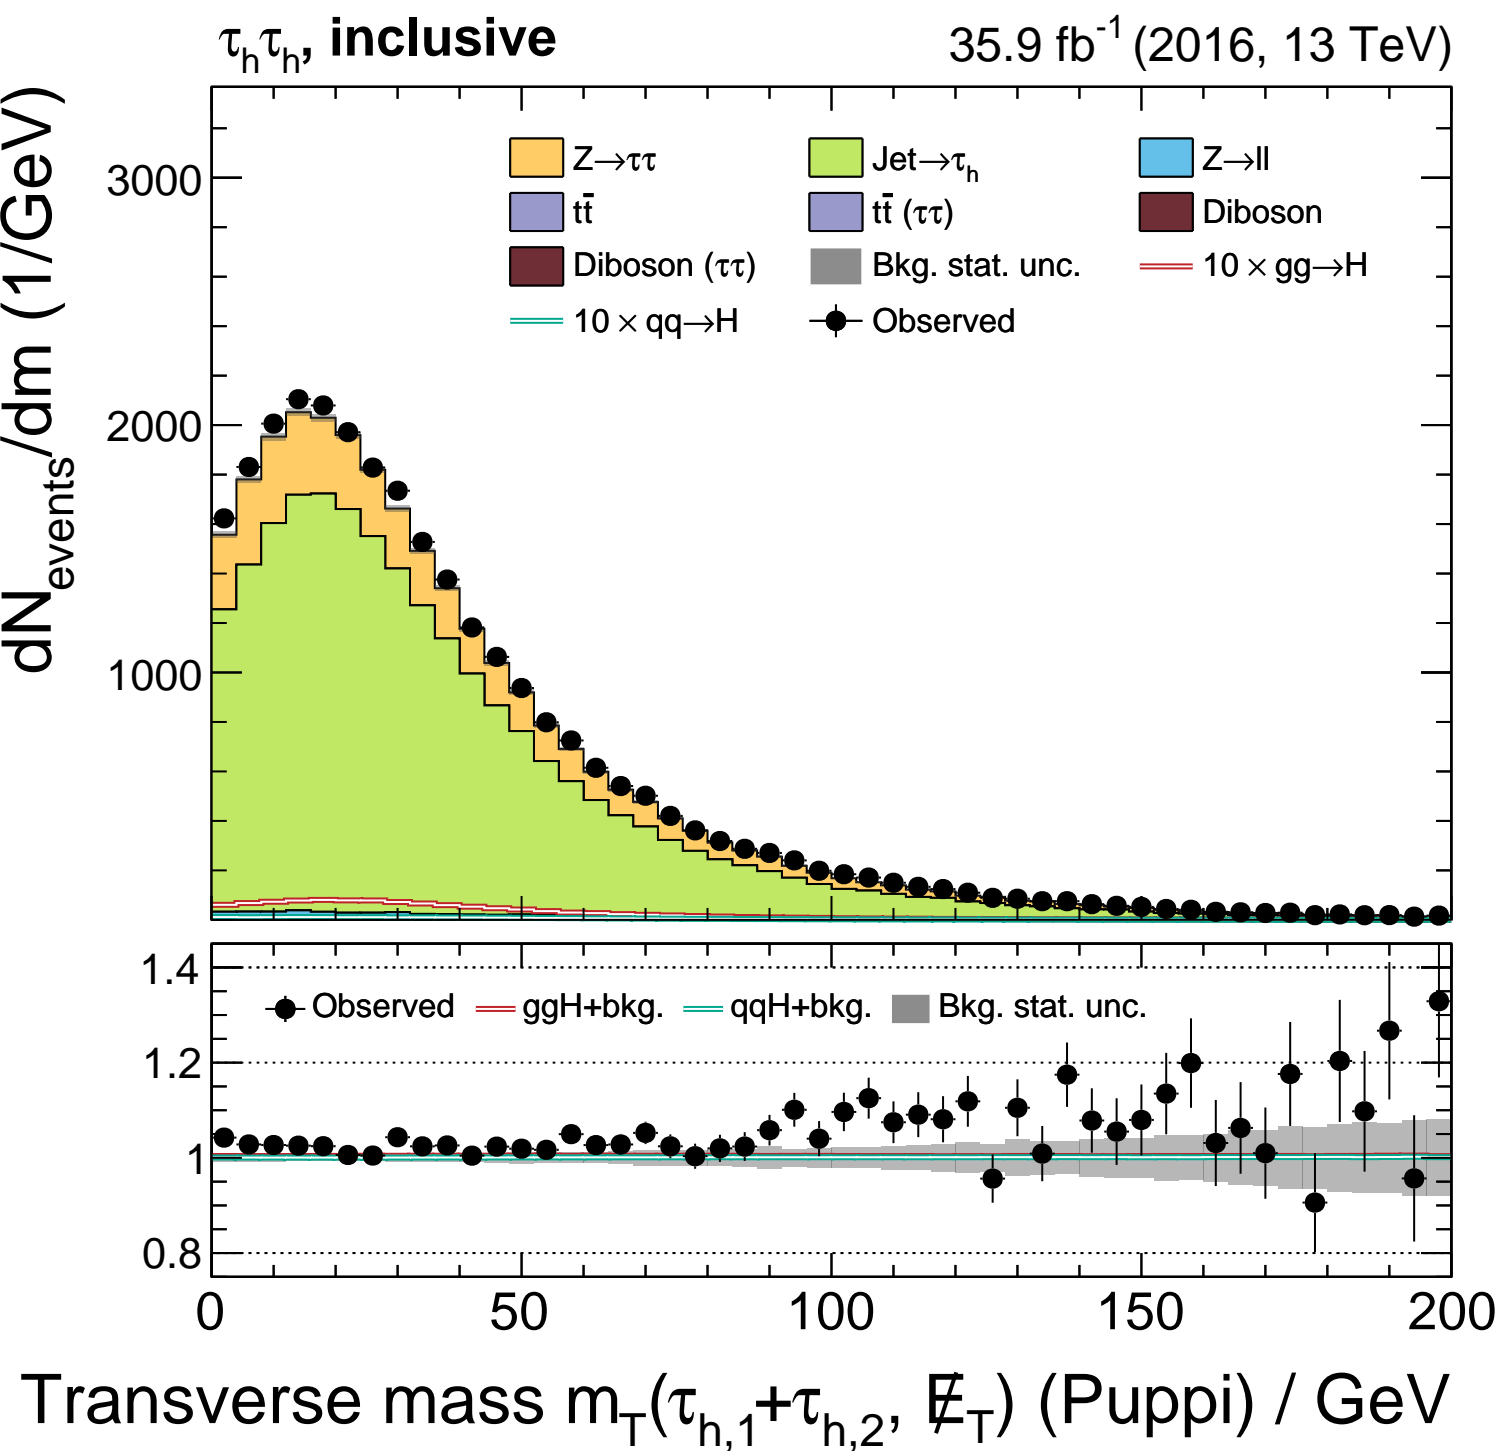 τhτh, inclusive 35.9 fb-1 (2016, 13 TeV)
dNevents/dm (1/GeV)
3000
2000
1000
Z→ττ Jet→τh Z→ll
tt̄ tt̄ (ττ) Diboson
Diboson (ττ) Bkg. stat. unc. 10 × gg→H
10 × qq→H Observed
1.4
1.2
1
0.8
Observed ggH+bkg. qqH+bkg. Bkg. stat. unc.
0 50 100 150 200
Transverse mass mT(τh,1+τh,2, E̸T) (Puppi) / GeV